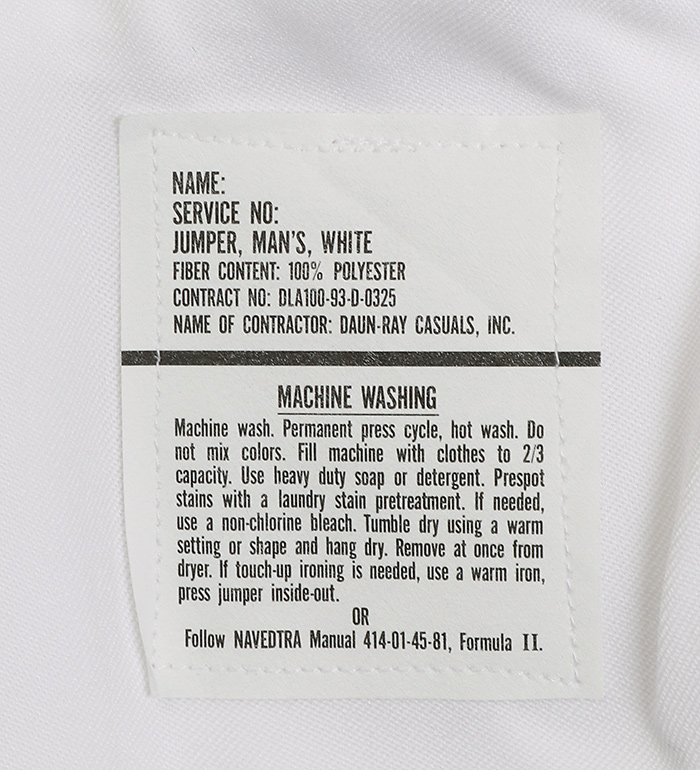 NAME:
SERVICE NO:
JUMPER, MAN'S, WHITE
FIBER CONTENT: 100% POLYESTER
CONTRACT NO: DLA100-93-D-0325
NAME OF CONTRACTOR: DAUN-RAY CASUALS, INC.
MACHINE WASHING
Machine wash. Permanent press cycle, hot wash. Do
not mix colors. Fill machine with clothes to 2/3
capacity. Use heavy duty soap or detergent. Prespot
stains with a laundry stain pretreatment. If needed,
use a non-chlorine bleach. Tumble dry using a warm
setting or shape and hang dry. Remove at once from
dryer. If touch-up ironing is needed, use a warm iron,
press jumper inside-out.
OR
Follow NAVEDTRA Manual 414-01-45-81, Formula II.